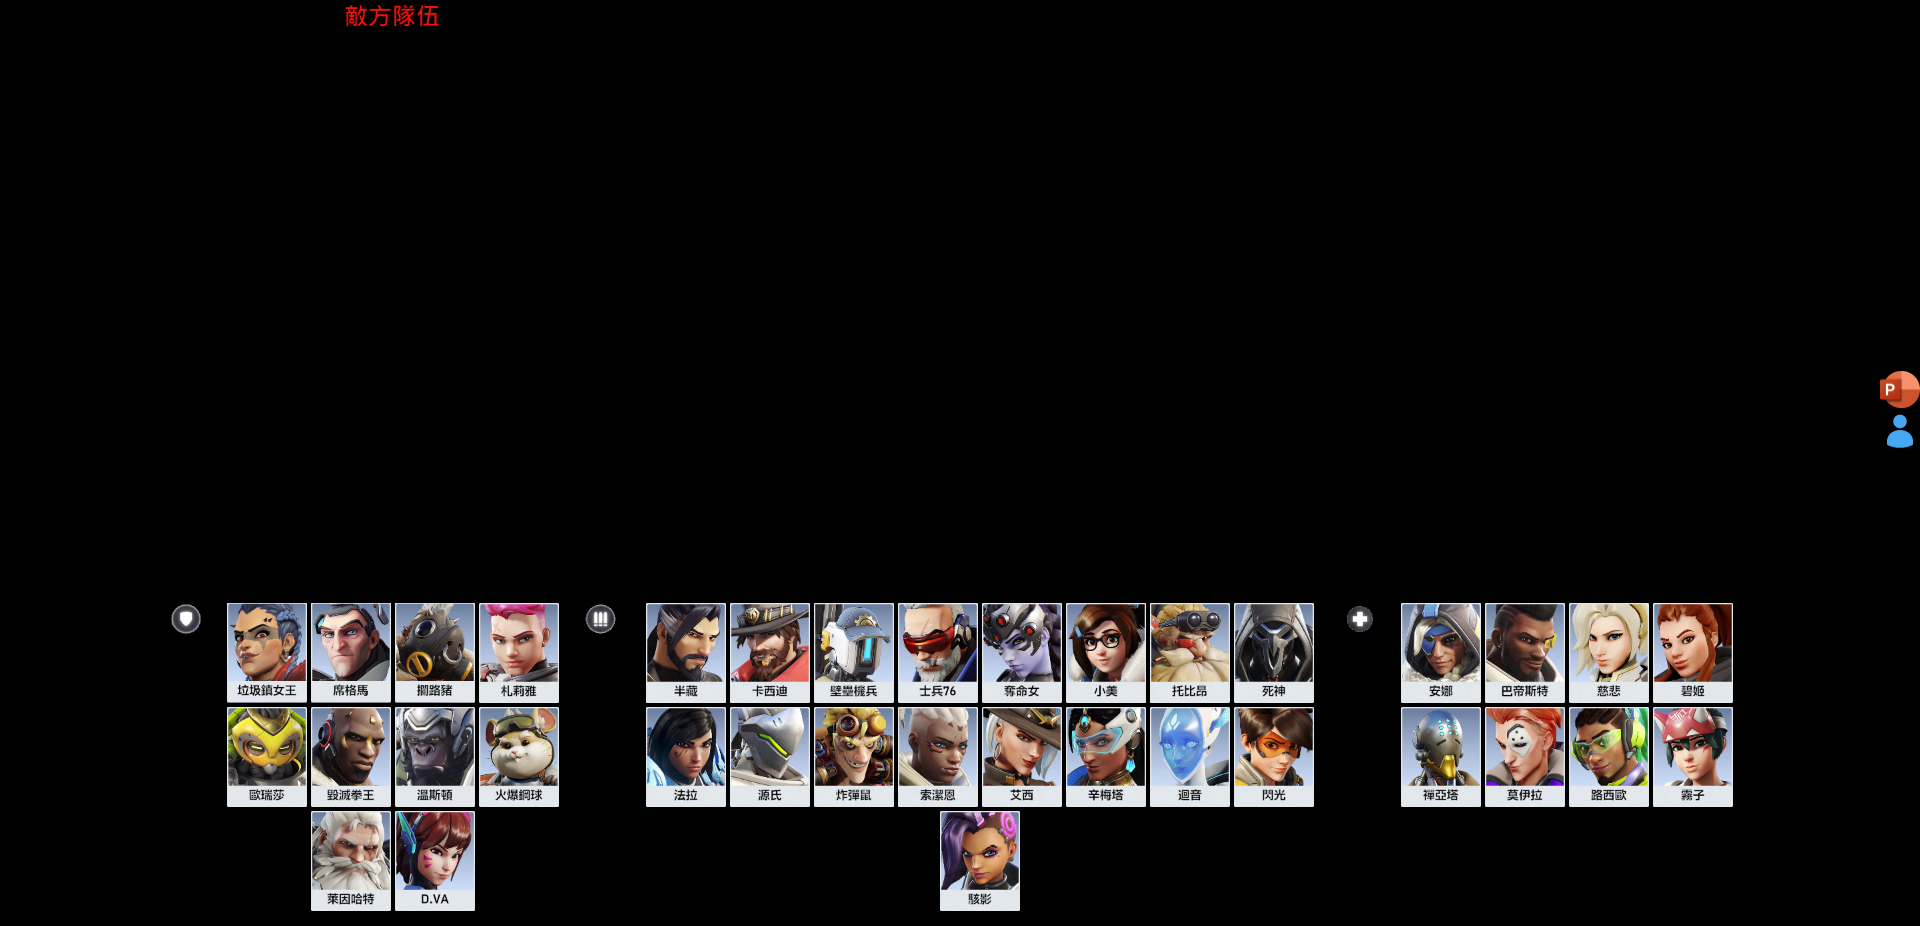 敵方隊伍
P
垃圾鎮女王 席格馬 攔路豬 札莉雅
歐瑞莎 毀滅拳王 溫斯頓 火爆鋼球
萊因哈特 D.VA
半藏 卡西迪 壁壘機兵 士兵76 奪命女 小美 托比昂 死神
法拉 源氏 炸彈鼠 索潔恩 艾西 辛梅塔 迴音 閃光
駭影
安娜 巴帝斯特 慈悲 碧姬
禪亞塔 莫伊拉 路西歐 霧子